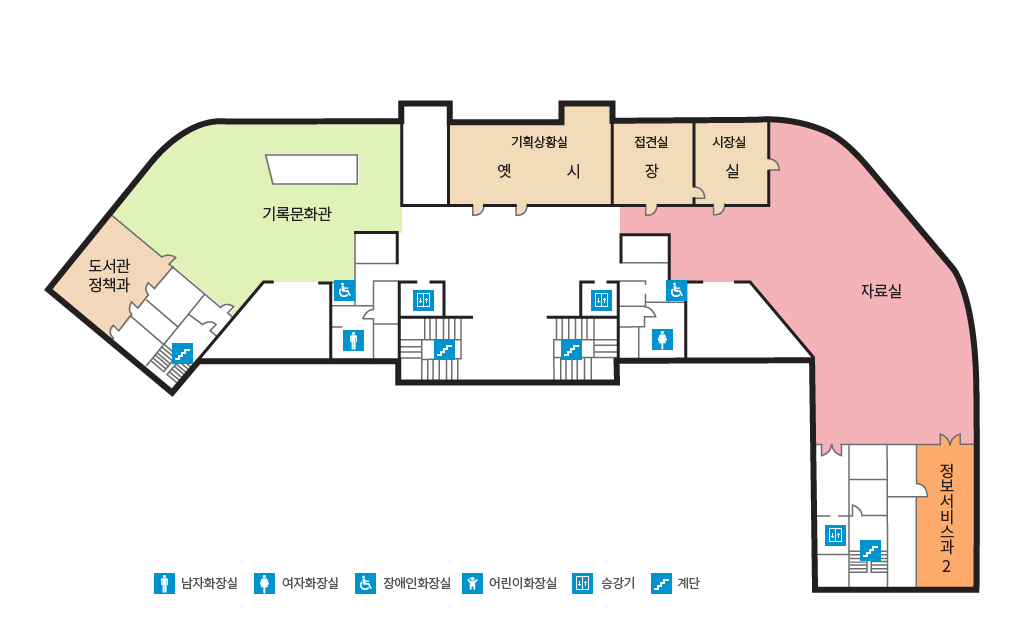 기획상황실
접견실
시장실
옛 시 장 실
기록문화관
도서관
정책과
자료실
정보서비스과 2
남자화장실
여자화장실
장애인화장실
어린이화장실
승강기
계단